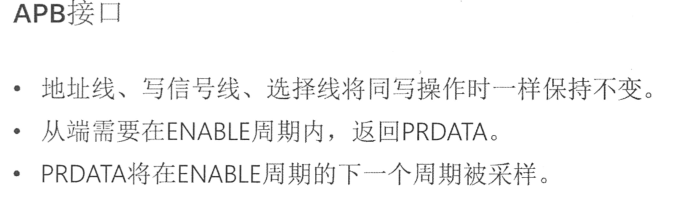 APB接口
• 地址线、写信号线、选择线将同写操作时一样保持不变。
• 从端需要在ENABLE周期内，返回PRDATA。
• PRDATA将在ENABLE周期的下一个周期被采样。